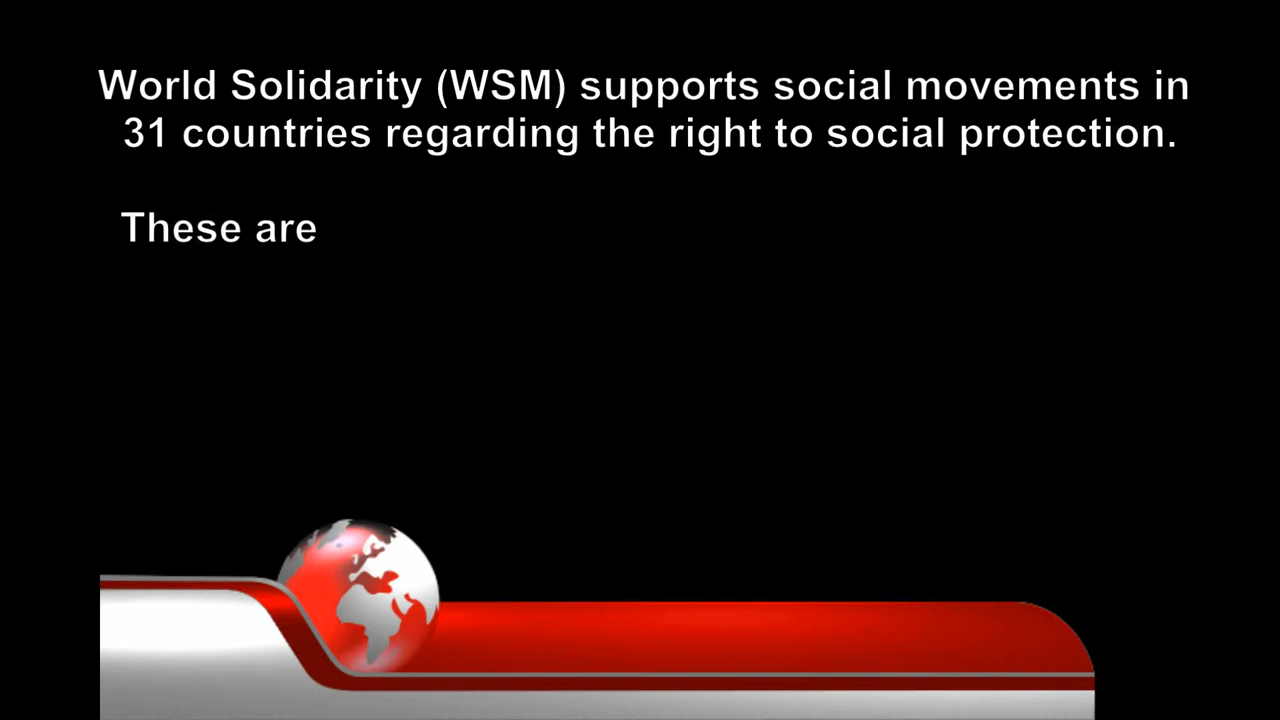 World Solidarity (WSM) supports social movements in
31 countries regarding the right to social protection.
These are